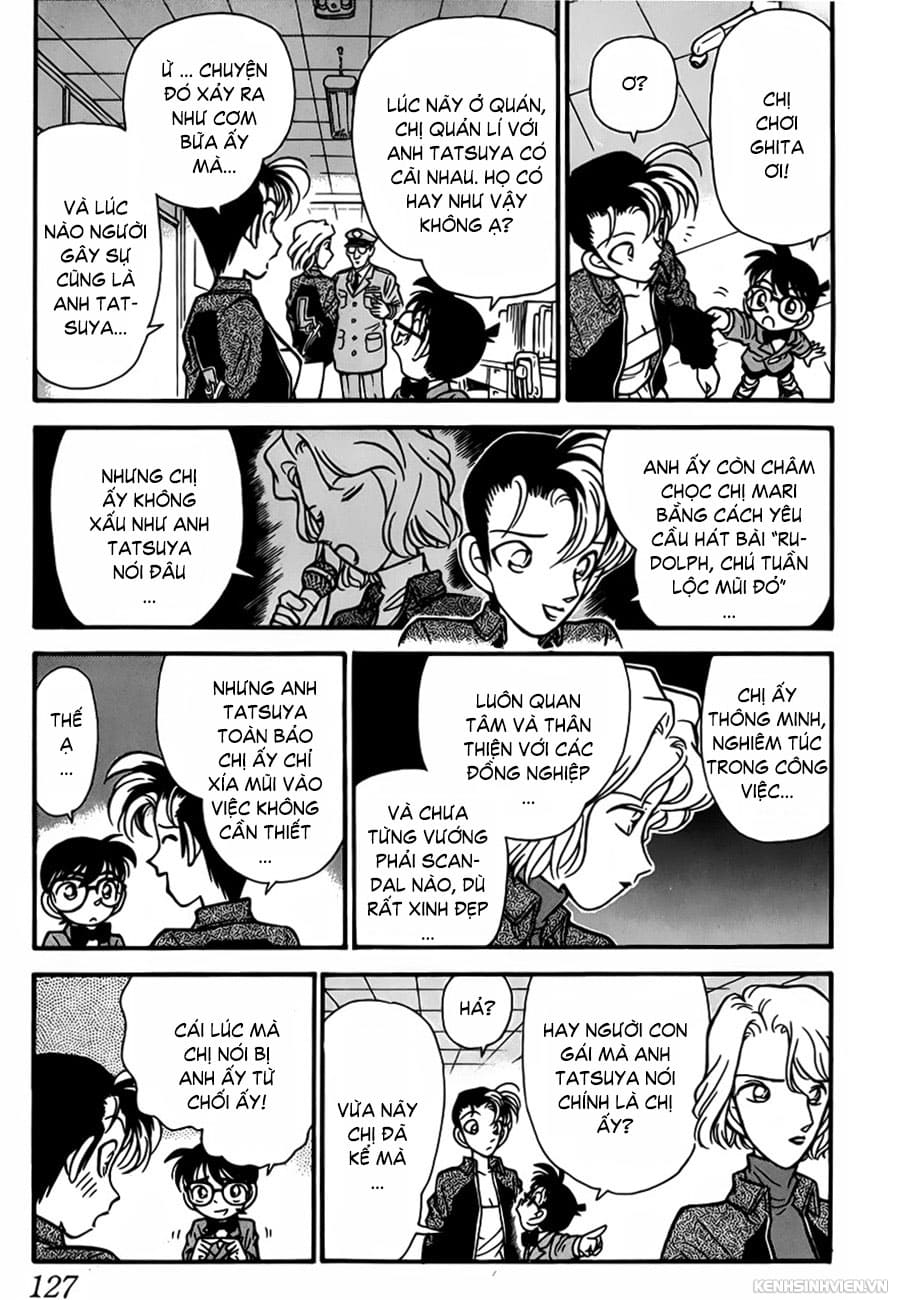 CHỊ
CHƠI
GHITA
ƠI!
Ơ?
LÚC NÃY Ở QUÁN,
CHỊ QUẢN LÍ VỚI
ANH TATSUYA CÓ
CÃI NHAU. HỌ CÓ
HAY NHƯ VẬY
KHÔNG Ạ?
Ừ ... CHUYỆN
ĐÓ XẢY RA
NHƯ CƠM
BỮA ẤY
MÀ...
VÀ LÚC
NÀO NGƯỜI
GÂY SỰ
CŨNG LÀ
ANH TAT-
SUYA...
ANH ẤY CÒN CHÂM
CHỌC CHỊ MARI
BẰNG CÁCH YÊU
CẦU HÁT BÀI "RU-
DOLPH, CHÚ TUẦN
LỘC MŨI ĐỎ"
...
NHƯNG CHỊ
ẤY KHÔNG
XẤU NHƯ ANH
TATSUYA
NÓI ĐÂU
...
CHỊ ẤY
THÔNG MINH,
NGHIÊM TÚC
TRONG CÔNG
VIỆC...
LUÔN QUAN
TÂM VÀ THÂN
THIỆN VỚI CÁC
ĐỒNG NGHIỆP
...
VÀ CHƯA
TỪNG VƯỚNG
PHẢI SCAN-
DAL NÀO, DÙ
RẤT XINH ĐẸP
...
NHƯNG ANH
TATSUYA
TOÀN BẢO
CHỊ ẤY CHỈ
XÍA MŨI VÀO
VIỆC KHÔNG
CẦN THIẾT
...
THẾ
Ạ
...
HAY NGƯỜI CON
GÁI MÀ ANH
TATSUYA NÓI
CHÍNH LÀ CHỊ
ẤY?
HẢ?
VỪA NÃY
CHỊ ĐÃ
KỂ MÀ
...
CÁI LÚC MÀ
CHỊ NÓI BỊ
ANH ẤY TỪ
CHỐI ẤY!
127
KENHSINHVIEN.VN